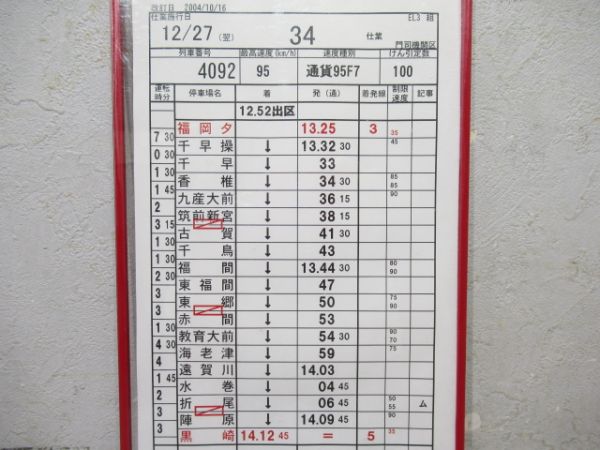 改訂日 2004/10/16
仕業施行日 EL3 組
12/27 (翌) 34 仕業 門司機関区
列車番号 最高速度(km/h) 速度種別 けん引定数
4092 95 通貨95F7 100
運転時分 停車場名 着 発(通) 着発線 制限速度 記事
12.52出区
福岡タ 13.25 3 35
7 30
千早操 ↓ 13.32 30 45
0 30
千早 ↓ 33
1 30
香椎 ↓ 34 30 85 85
1 45
九産大前 ↓ 36 15 90
2
筑前新宮 ↓ 38 15
3 15
古賀 ↓ 41 30
1 30
千鳥 ↓ 43
1 30
福間 ↓ 13.44 30 80 90
2 30
東福間 ↓ 47
3
東郷 ↓ 50 75 90
3
赤間 ↓ 53
1 30
教育大前 ↓ 54 30 90 70
4 30
海老津 ↓ 59 75
4
遠賀川 ↓ 14.03
1 45
水巻 ↓ 04 45
2
折尾 ↓ 06 45 50 55 ム
3
陣原 ↓ 14.09 45 90
3
黒崎 14.12 45 = 5 35